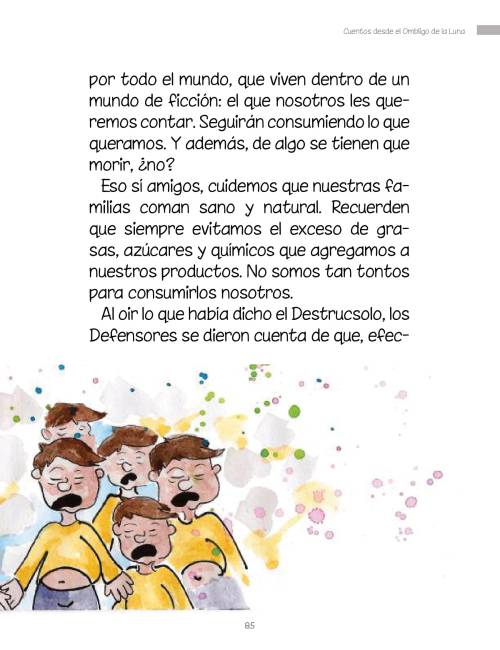 Cuentos desde el Ombligo de la Luna
por todo el mundo, que viven dentro de un
mundo de ficción: el que nosotros les que-
remos contar. Seguirán consumiendo lo que
queramos. Y además, de algo se tienen que
morir, ¿no?
Eso sí amigos, cuidemos que nuestras fa-
milias coman sano y natural. Recuerden
que siempre evitamos el exceso de gra-
sas, azúcares y químicos que agregamos a
nuestros productos. No somos tan tontos
para consumirlos nosotros.
Al oir lo que había dicho el Destrucsolo, los
Defensores se dieron cuenta de que, efec-
85